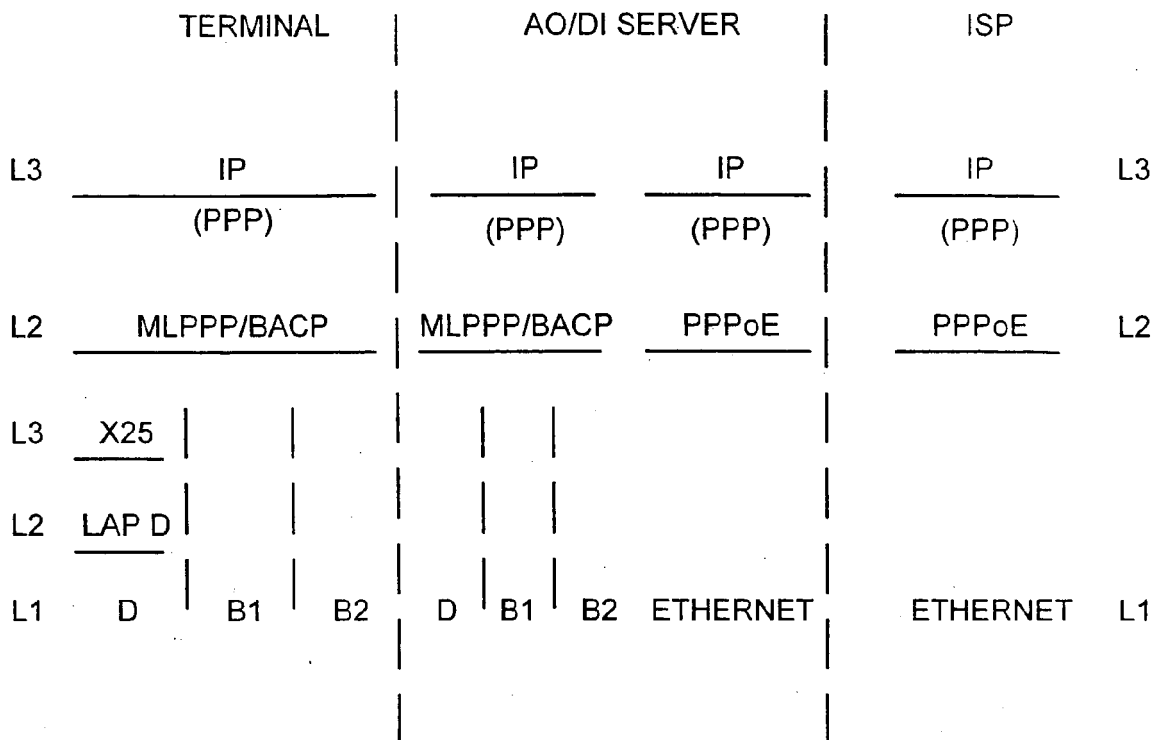 TERMINAL AO/DI SERVER ISP
L3 IP IP IP IP L3
(PPP) (PPP) (PPP) (PPP)
L2 MLPPP/BACP MLPPP/BACP PPPoE PPPoE L2
L3 X25
L2 LAP D
L1 D B1 B2 D B1 B2 ETHERNET ETHERNET L1